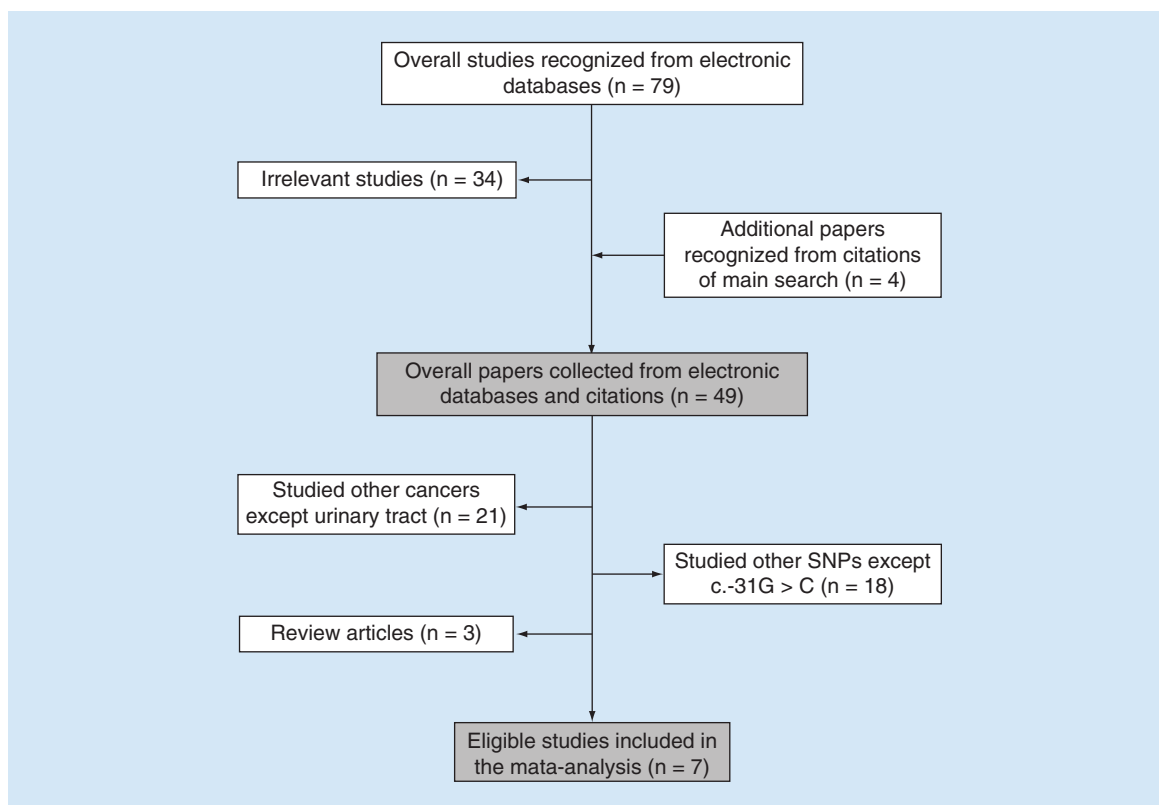 Overall studies recognized from electronic
databases (n = 79)
Irrelevant studies (n = 34)
Additional papers
recognized from citations
of main search (n = 4)
Overall papers collected from electronic
databases and citations (n = 49)
Studied other cancers
except urinary tract (n = 21)
Studied other SNPs except
c.-31G > C (n = 18)
Review articles (n = 3)
Eligible studies included in
the mata-analysis (n = 7)